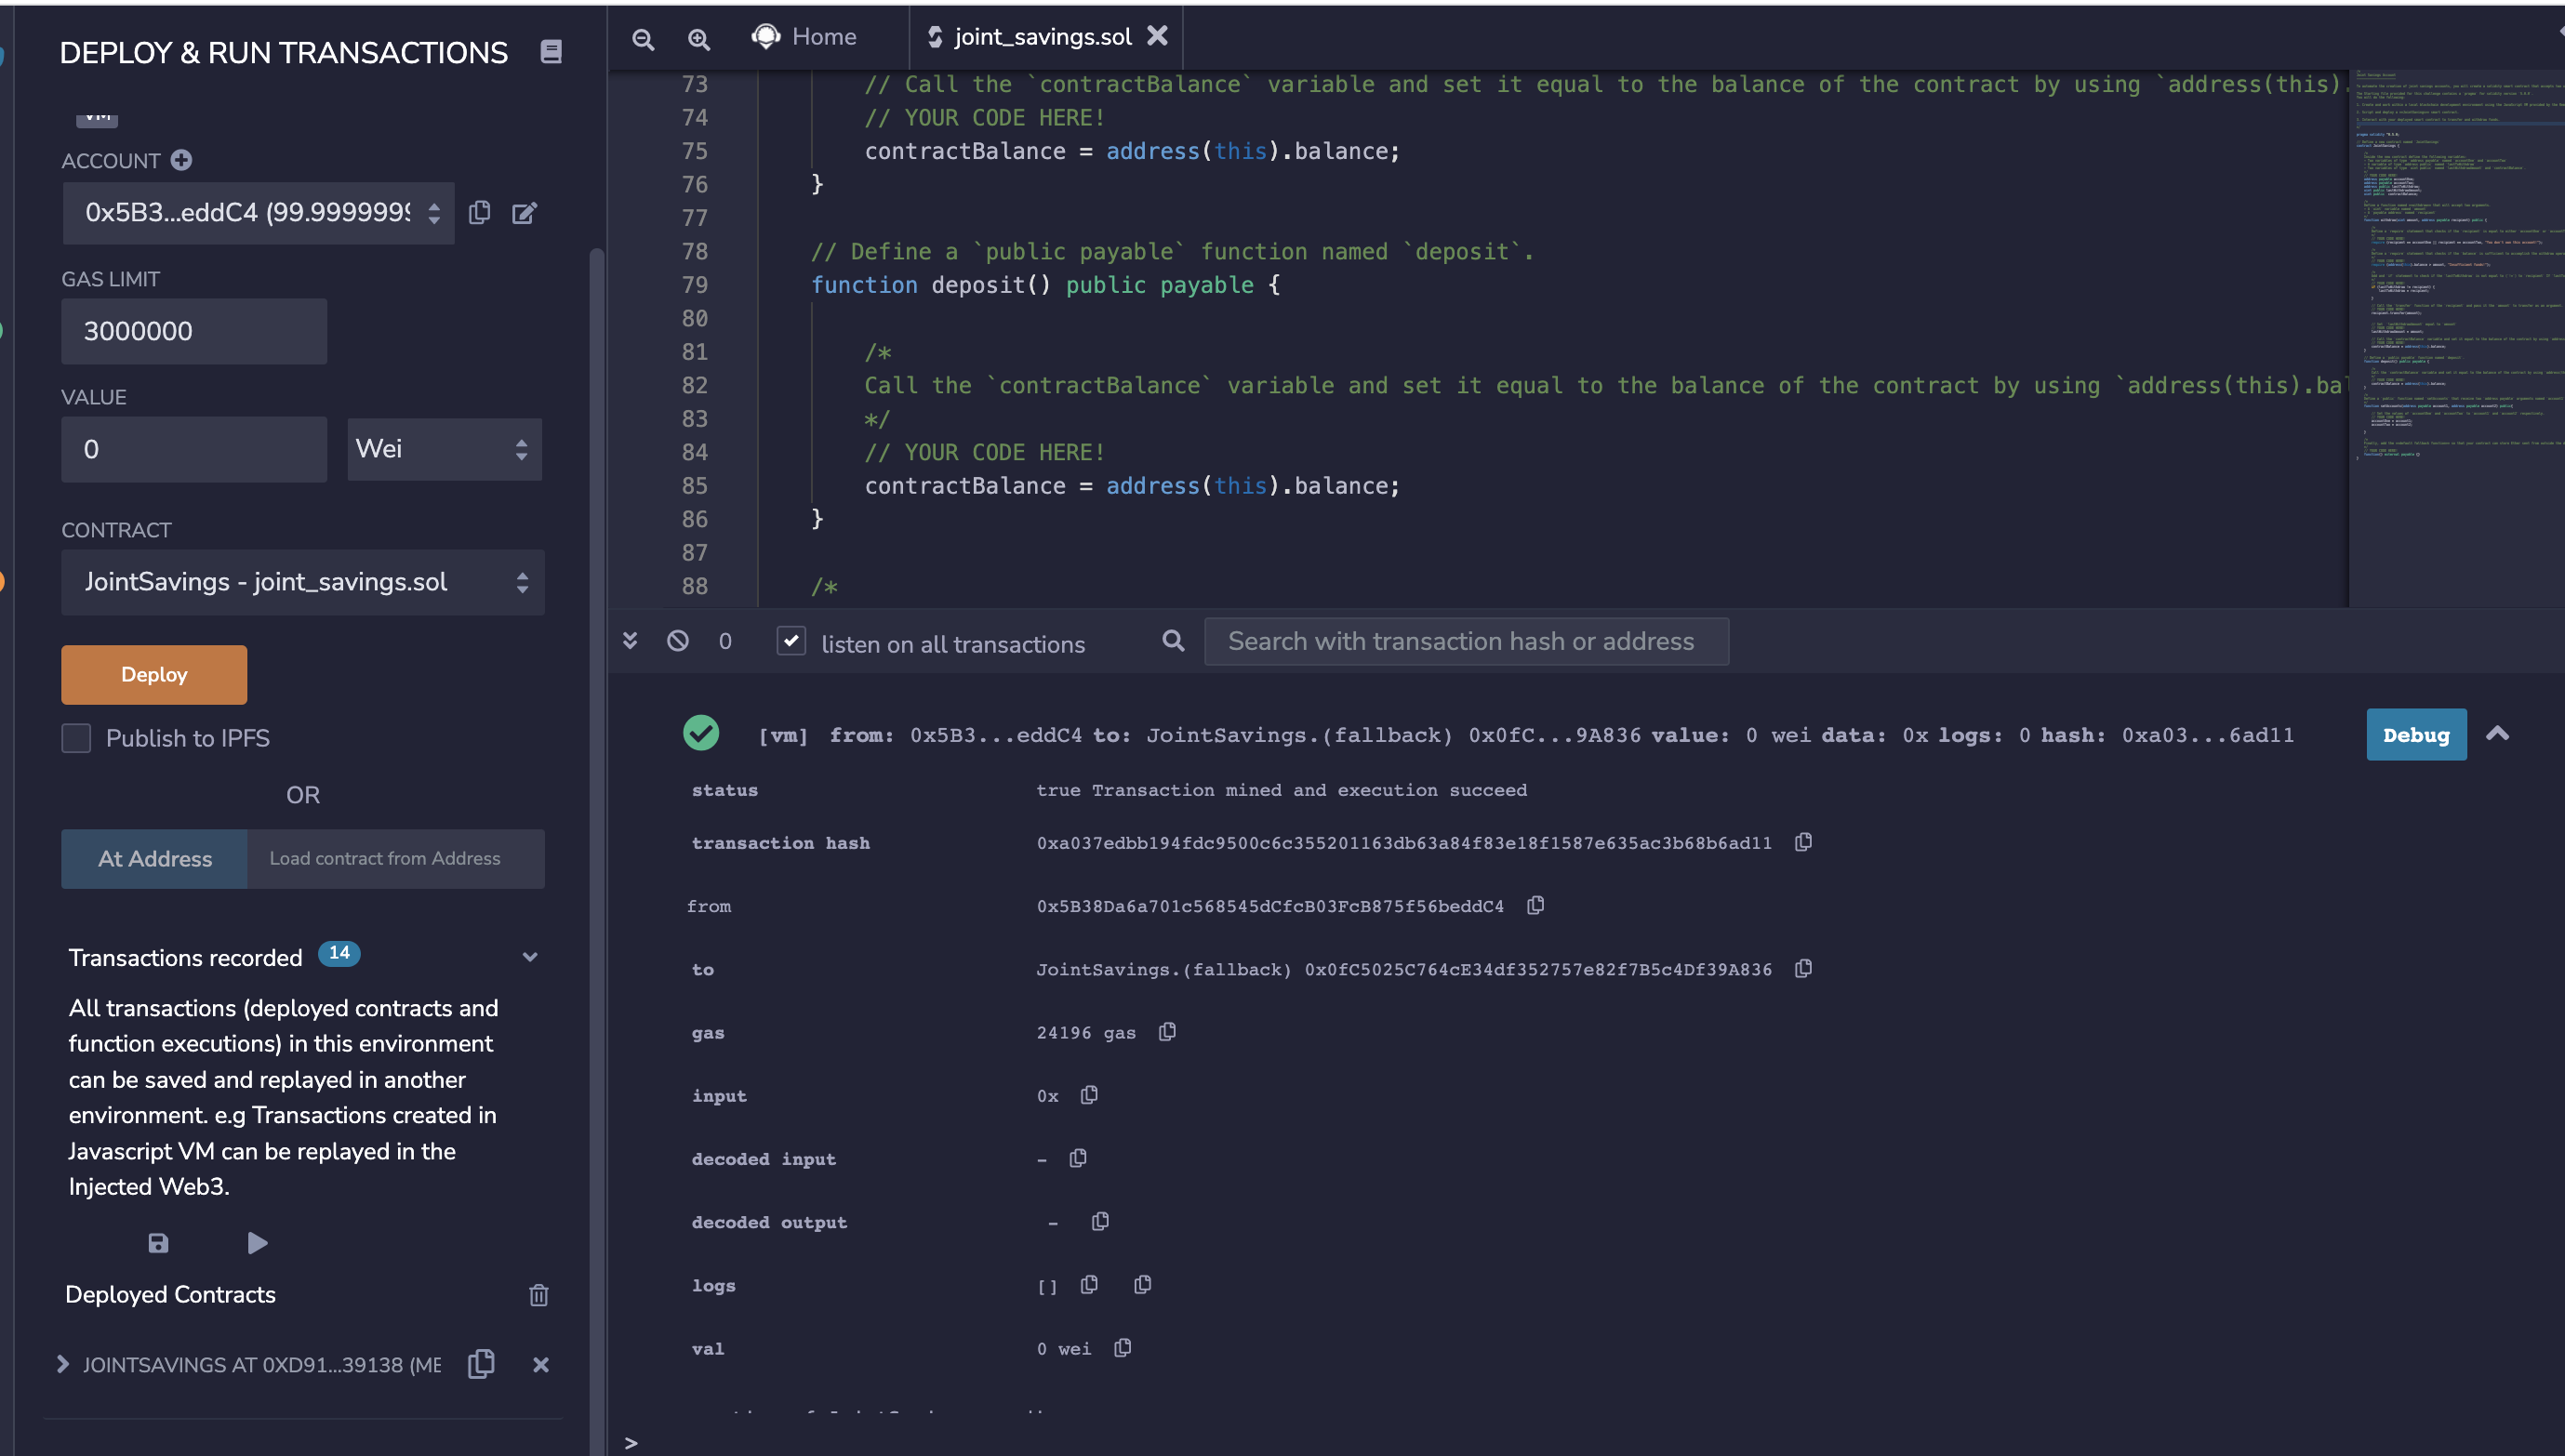 DEPLOY & RUN TRANSACTIONS
VM
ACCOUNT
0x5B3...eddC4 (99.9999999
GAS LIMIT
3000000
VALUE
0
Wei
CONTRACT
JointSavings - joint_savings.sol
Deploy
Publish to IPFS
OR
At Address
Load contract from Address
Transactions recorded 14
All transactions (deployed contracts and
function executions) in this environment
can be saved and replayed in another
environment. e.g Transactions created in
Javascript VM can be replayed in the
Injected Web3.
Deployed Contracts
JOINTSAVINGS AT 0XD91...39138 (ME
Home
joint_savings.sol
73 // Call the `contractBalance` variable and set it equal to the balance of the contract by using `address(this).
74 // YOUR CODE HERE!
75 contractBalance = address(this).balance;
76 }
77
78 // Define a `public payable` function named `deposit`.
79 function deposit() public payable {
80
81 /*
82 Call the `contractBalance` variable and set it equal to the balance of the contract by using `address(this).bal
83 */
84 // YOUR CODE HERE!
85 contractBalance = address(this).balance;
86 }
87
88 /*
0
listen on all transactions
Search with transaction hash or address
[vm] from: 0x5B3...eddC4 to: JointSavings.(fallback) 0x0fC...9A836 value: 0 wei data: 0x logs: 0 hash: 0xa03...6ad11
Debug
status true Transaction mined and execution succeed
transaction hash 0xa037edbb194fdc9500c6c355201163db63a84f83e18f1587e635ac3b68b6ad11
from 0x5B38Da6a701c568545dCfcB03FcB875f56beddC4
to JointSavings.(fallback) 0x0fC5025C764cE34df352757e82f7B5c4Df39A836
gas 24196 gas
input 0x
decoded input -
decoded output -
logs []
val 0 wei
>